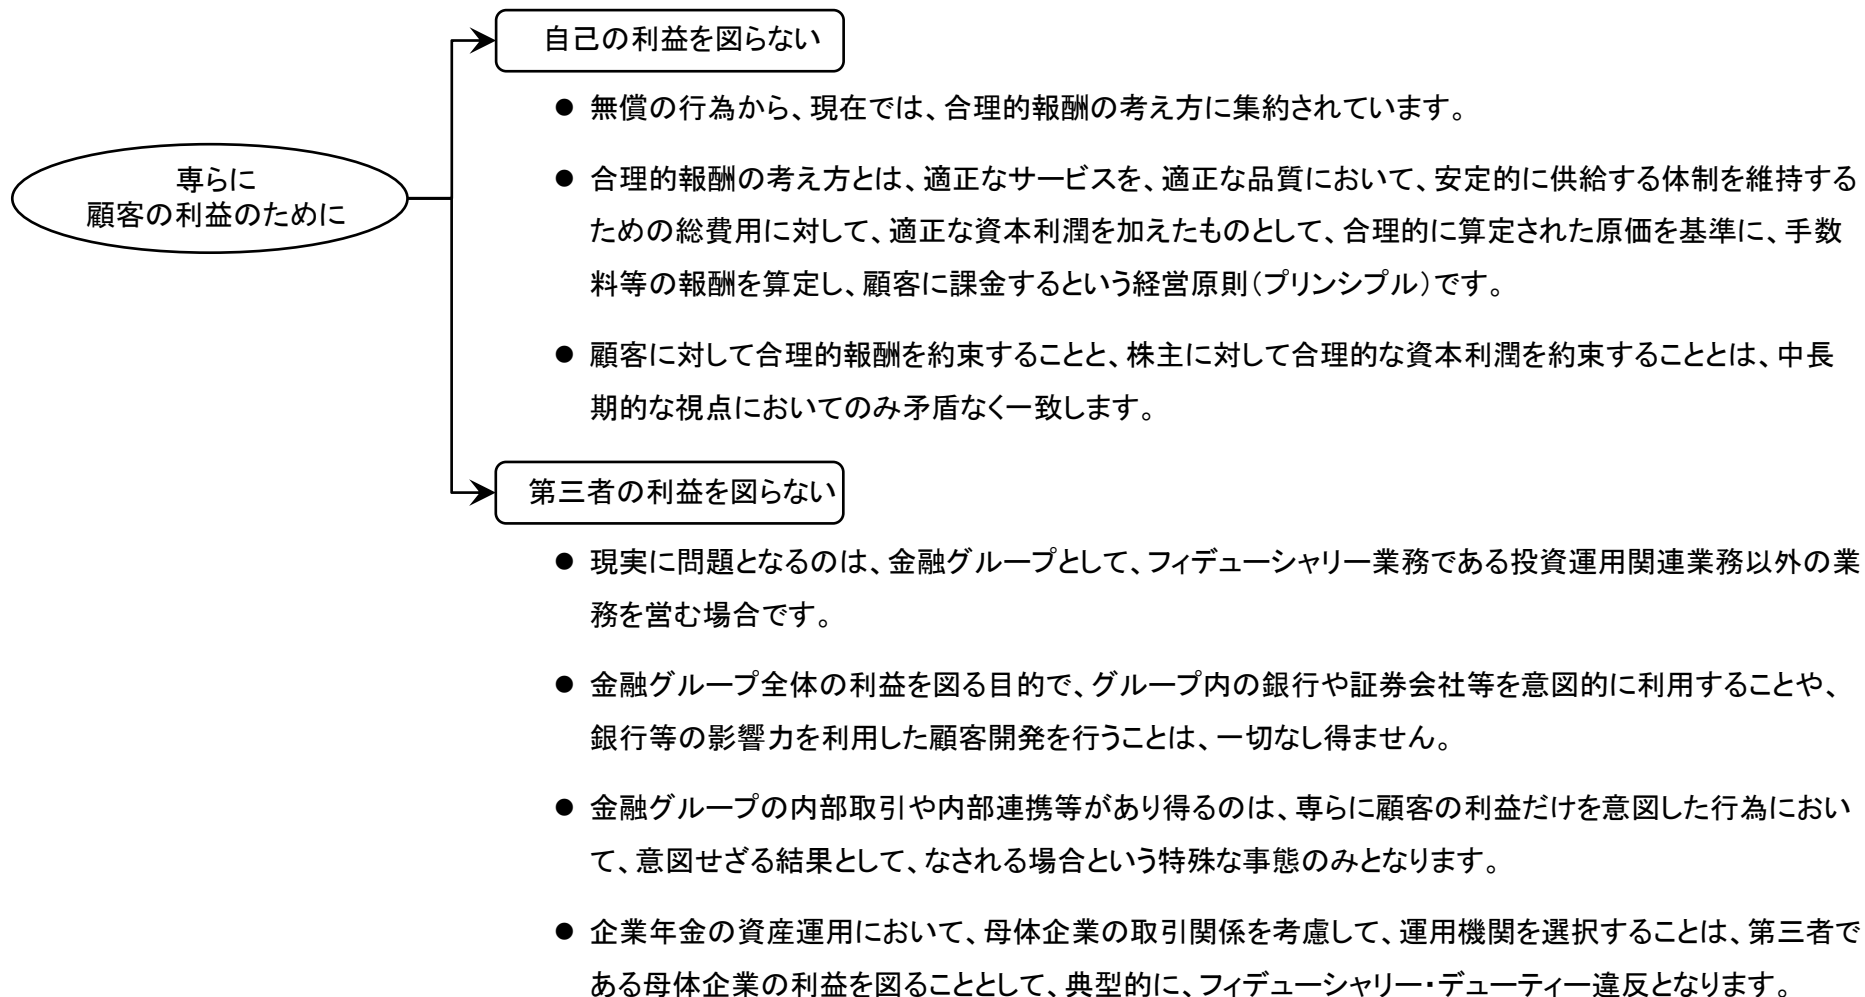 自己の利益を図らない
● 無償の行為から、現在では、合理的報酬の考え方に集約されています。
専らに
顧客の利益のために
● 合理的報酬の考え方とは、適正なサービスを、適正な品質において、安定的に供給する体制を維持する
ための総費用に対して、適正な資本利潤を加えたものとして、合理的に算定された原価を基準に、手数
料等の報酬を算定し、顧客に課金するという経営原則(プリンシプル)です。
● 顧客に対して合理的報酬を約束することと、株主に対して合理的な資本利潤を約束することとは、中長
期的な視点においてのみ矛盾なく一致します。
第三者の利益を図らない
● 現実に問題となるのは、金融グループとして、フィデューシャリー業務である投資運用関連業務以外の業
務を営む場合です。
● 金融グループ全体の利益を図る目的で、グループ内の銀行や証券会社等を意図的に利用することや、
銀行等の影響力を利用した顧客開発を行うことは、一切なし得ません。
● 金融グループの内部取引や内部連携等があり得るのは、専らに顧客の利益だけを意図した行為におい
て、意図せざる結果として、なされる場合という特殊な事態のみとなります。
● 企業年金の資産運用において、母体企業の取引関係を考慮して、運用機関を選択することは、第三者で
ある母体企業の利益を図ることとして、典型的に、フィデューシャリー・デューティー違反となります。